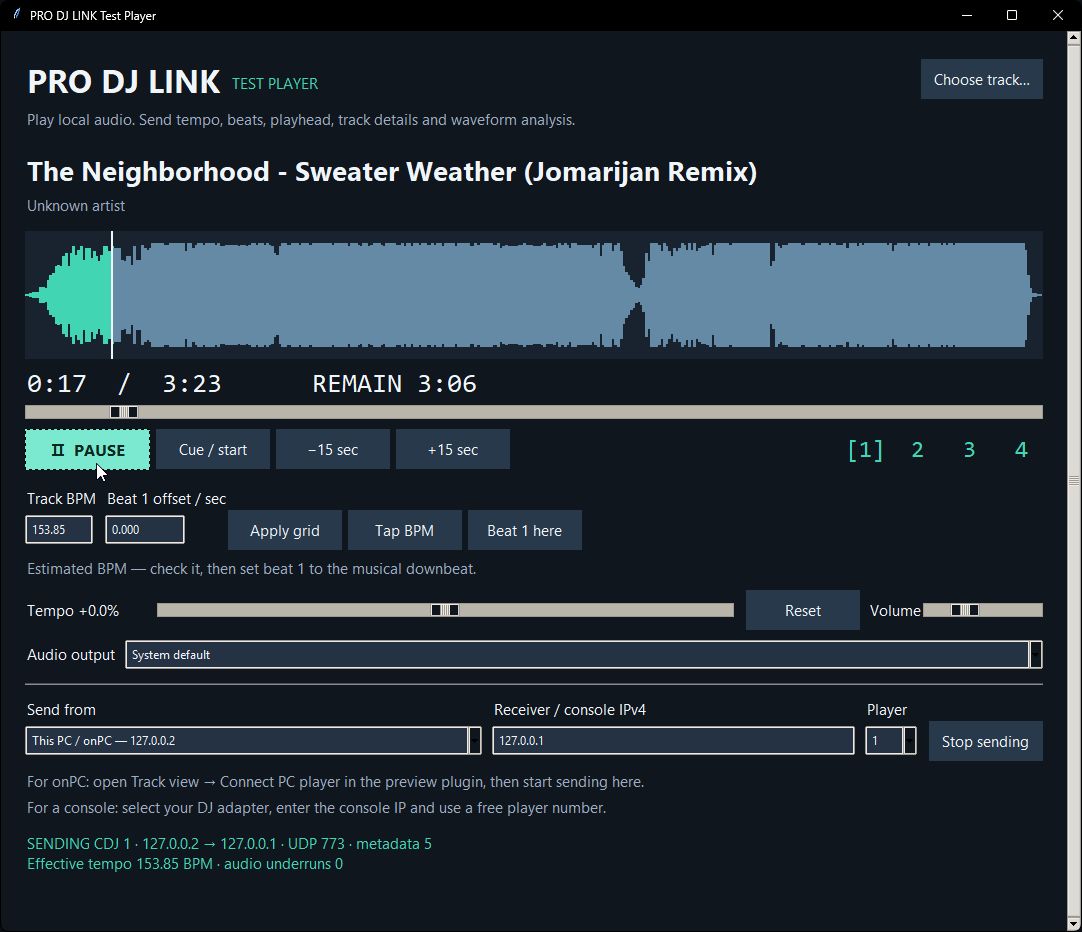 PRO DJ LINK Test Player
PRO DJ LINK TEST PLAYER
Choose track...
Play local audio. Send tempo, beats, playhead, track details and waveform analysis.
The Neighborhood - Sweater Weather (Jomarijan Remix)
Unknown artist
0:17 / 3:23 REMAIN 3:06
PAUSE Cue / start −15 sec +15 sec [1] 2 3 4
Track BPM Beat 1 offset / sec
153.85 0.000 Apply grid Tap BPM Beat 1 here
Estimated BPM — check it, then set beat 1 to the musical downbeat.
Tempo +0.0% Reset Volume
Audio output System default
Send from Receiver / console IPv4 Player
This PC / onPC — 127.0.0.2 127.0.0.1 1 Stop sending
For onPC: open Track view → Connect PC player in the preview plugin, then start sending here.
For a console: select your DJ adapter, enter the console IP and use a free player number.
SENDING CDJ 1 · 127.0.0.2 → 127.0.0.1 · UDP 773 · metadata 5
Effective tempo 153.85 BPM · audio underruns 0